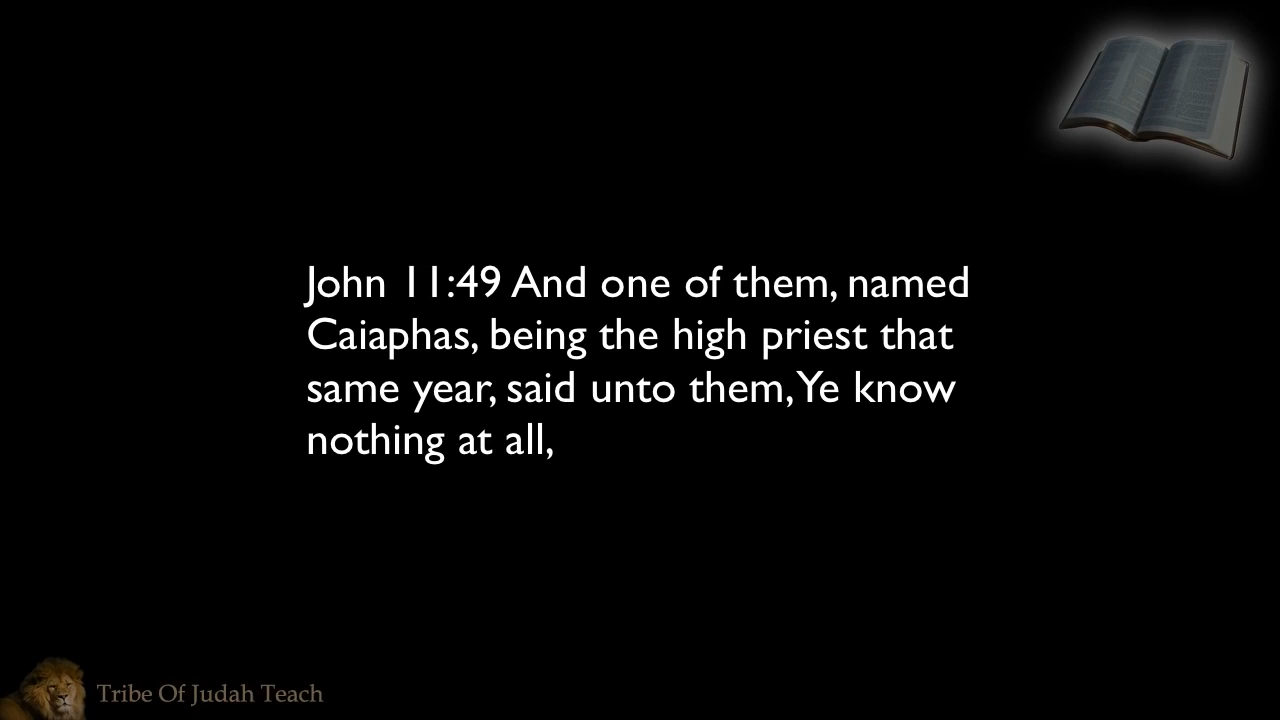 John 11:49 And one of them, named
Caiaphas, being the high priest that
same year, said unto them, Ye know
nothing at all,
Tribe Of Judah Teach